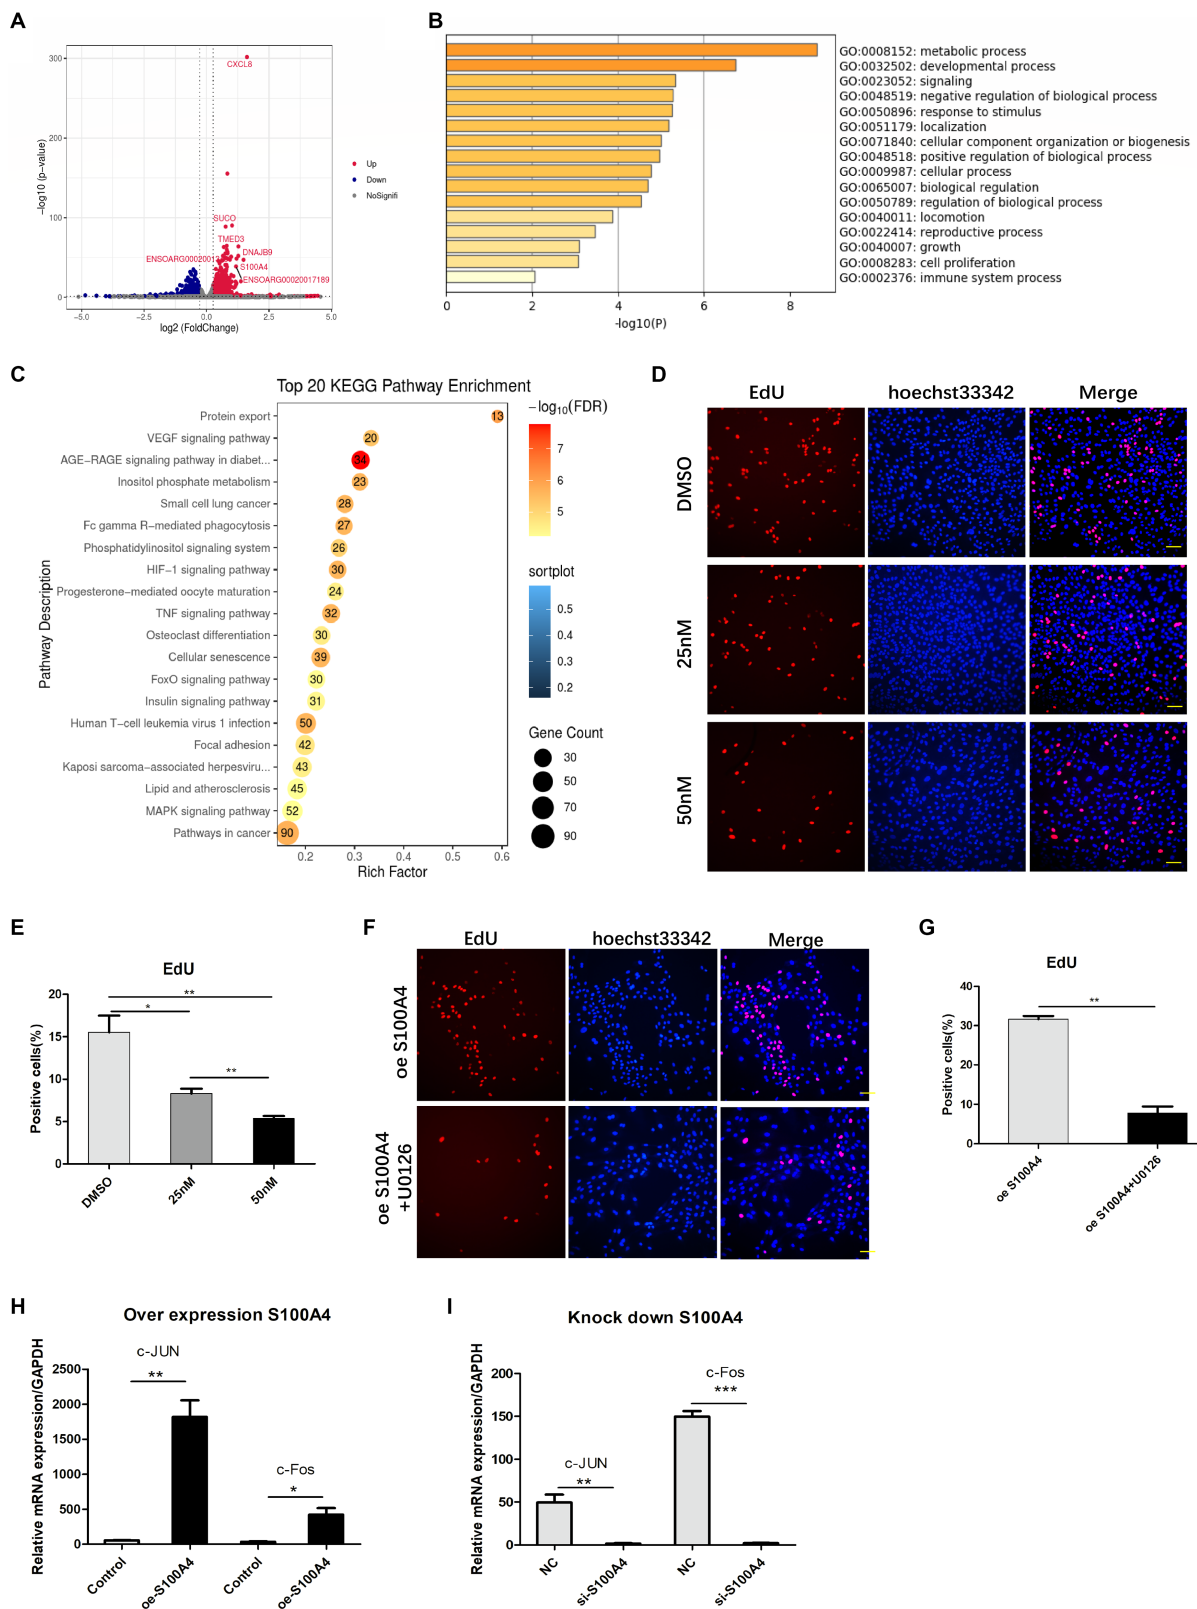 A
300
200
100
0
−5.0
−2.5
0.0
2.5
5.0
−log10 (p-value)
log2 (FoldChange)
CXCL8
SUCO
TMED3
DNAJB9
S100A4
ENSOARG00020017189
Up
Down
NoSignifi
B
GO:0008152: metabolic process
GO:0032502: developmental process
GO:0023052: signaling
GO:0048519: negative regulation of biological process
GO:0050896: response to stimulus
GO:0051179: localization
GO:0071840: cellular component organization or biogenesis
GO:0048518: positive regulation of biological process
GO:0009987: cellular process
GO:0065007: biological regulation
GO:0050789: regulation of biological process
GO:0040011: locomotion
GO:0022414: reproductive process
GO:0040007: growth
GO:0008283: cell proliferation
GO:0002376: immune system process
0 2 4 6 8
-log10(P)
C
Top 20 KEGG Pathway Enrichment
Pathway Description
Protein export 13
VEGF signaling pathway 20
AGE−RAGE signaling pathway in diabet... 34
Inositol phosphate metabolism 23
Small cell lung cancer 28
Fc gamma R−mediated phagocytosis 27
Phosphatidylinositol signaling system 26
HIF−1 signaling pathway 30
Progesterone−mediated oocyte maturation 24
TNF signaling pathway 32
Osteoclast differentiation 30
Cellular senescence 39
FoxO signaling pathway 30
Insulin signaling pathway 31
Human T−cell leukemia virus 1 infection 50
Focal adhesion 42
Kaposi sarcoma−associated herpesviru... 43
Lipid and atherosclerosis 45
MAPK signaling pathway 52
Pathways in cancer 90
0.2 0.3 0.4 0.5 0.6
Rich Factor
−log10(FDR)
7
6
5
sortplot
0.5
0.4
0.3
0.2
Gene Count
30
50
70
90
D
EdU hoechst33342 Merge
DMSO
25nM
50nM
E
EdU
Positive cells(%)
20
15
10
5
0
**
*
**
DMSO 25nM 50nM
F
EdU hoechst33342 Merge
oe S100A4
oe S100A4
+U0126
G
EdU
Positive cells(%)
40
30
20
10
0
**
oe S100A4 oe S100A4+U0126
H
Over expression S100A4
Relative mRNA expression/GAPDH
2500
2000
1500
1000
500
0
c-JUN
**
c-Fos
*
Control oe-S100A4 Control oe-S100A4
I
Knock down S100A4
Relative mRNA expression/GAPDH
200
150
100
50
0
c-JUN
**
c-Fos
***
NC si-S100A4 NC si-S100A4